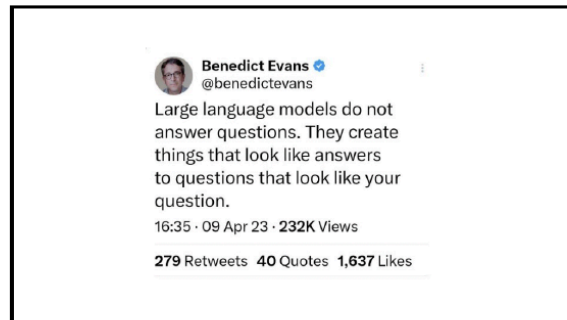 Benedict Evans
@benedictevans
Large language models do not
answer questions. They create
things that look like answers
to questions that look like your
question.
16:35 · 09 Apr 23 · 232K Views
279 Retweets 40 Quotes 1,637 Likes